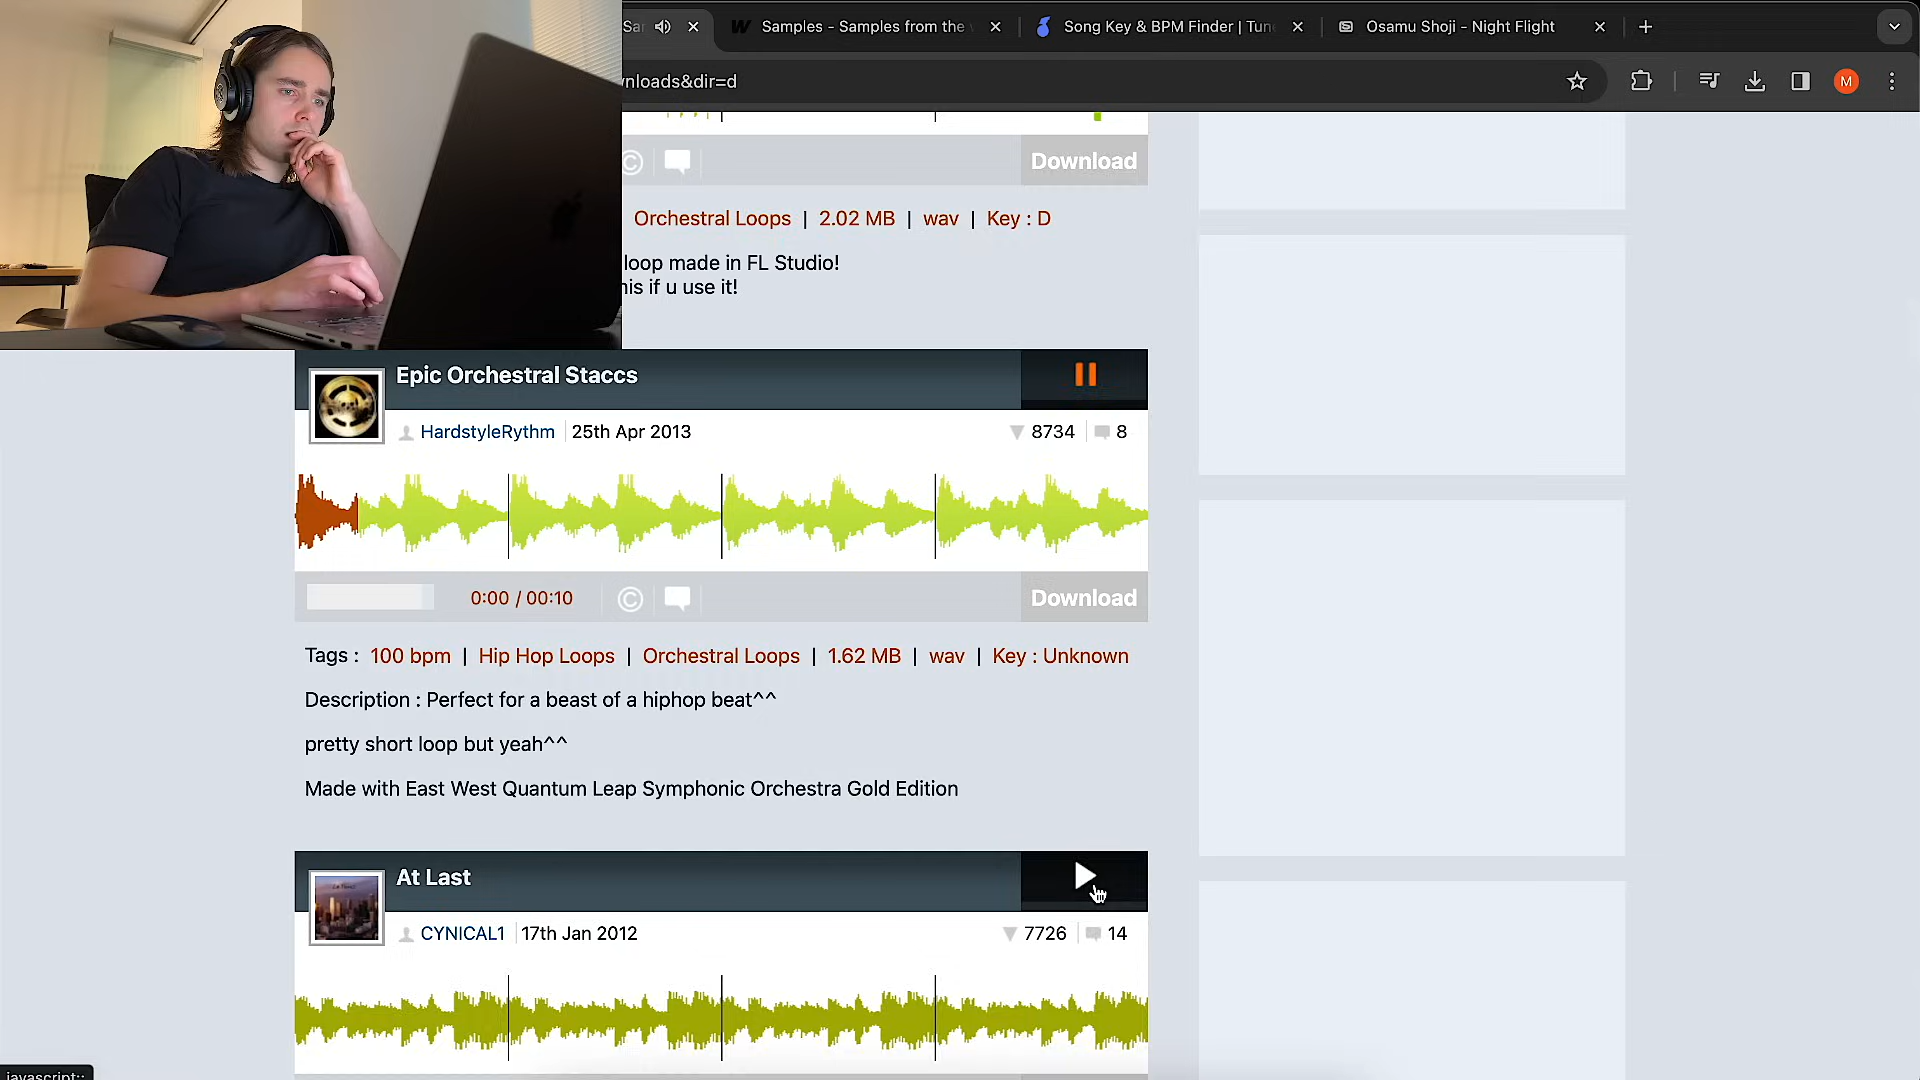 Samples - Samples from the
Song Key & BPM Finder | Tun
Osamu Shoji - Night Flight
nloads&dir=d
M
Download
Orchestral Loops | 2.02 MB | wav | Key : D
loop made in FL Studio!
his if u use it!
Epic Orchestral Staccs
HardstyleRythm 25th Apr 2013 8734 8
0:00 / 00:10 Download
Tags : 100 bpm | Hip Hop Loops | Orchestral Loops | 1.62 MB | wav | Key : Unknown
Description : Perfect for a beast of a hiphop beat^^
pretty short loop but yeah^^
Made with East West Quantum Leap Symphonic Orchestra Gold Edition
At Last
CYNICAL1 17th Jan 2012 7726 14
javascript:;